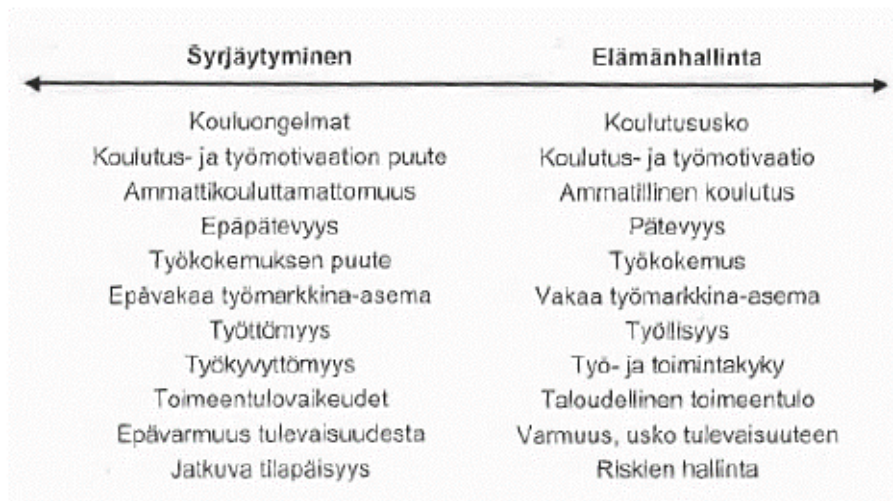 Syrjäytyminen Elämänhallinta
Kouluongelmat Koulutususko
Koulutus- ja työmotivaation puute Koulutus- ja työmotivaatio
Ammattikouluttamattomuus Ammatillinen koulutus
Epäpätevyys Pätevyys
Työkokemuksen puute Työkokemus
Epävakaa työmarkkina-asema Vakaa työmarkkina-asema
Työttömyys Työllisyys
Työkyvyttömyys Työ- ja toimintakyky
Toimeentulovaikeudet Taloudellinen toimeentulo
Epävarmuus tulevaisuudesta Varmuus, usko tulevaisuuteen
Jatkuva tilapäisyys Riskien hallinta